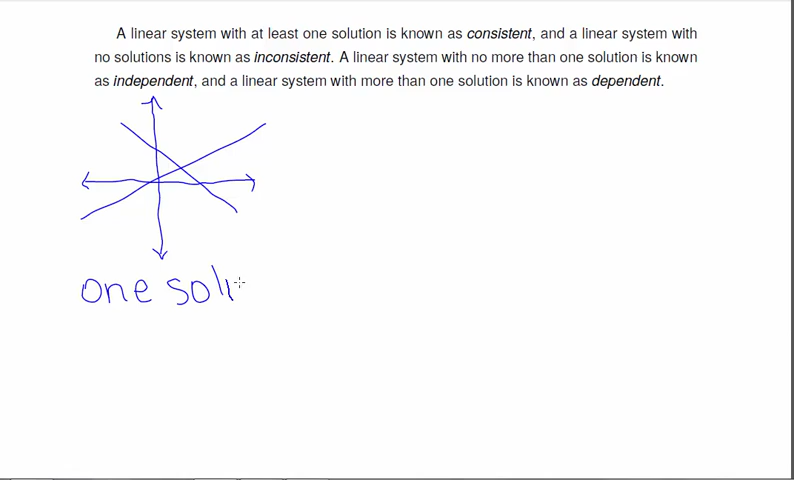 A linear system with at least one solution is known as consistent, and a linear system with
no solutions is known as inconsistent. A linear system with no more than one solution is known
as independent, and a linear system with more than one solution is known as dependent.
one solu